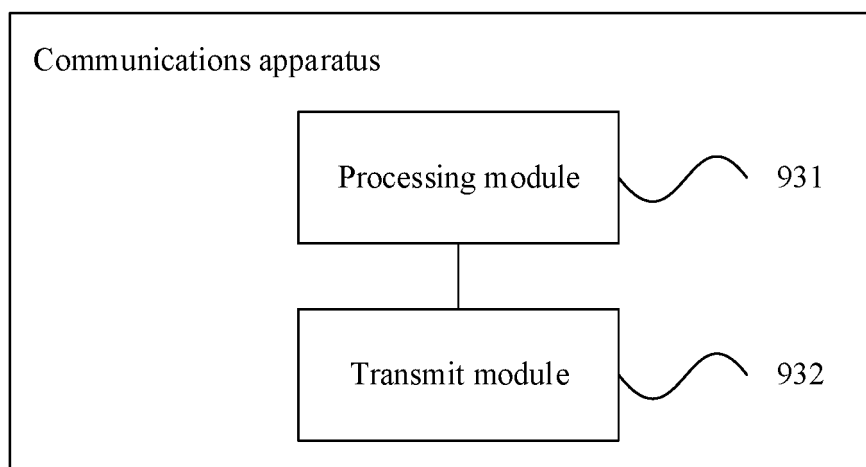 Communications apparatus
Processing module
931
Transmit module
932